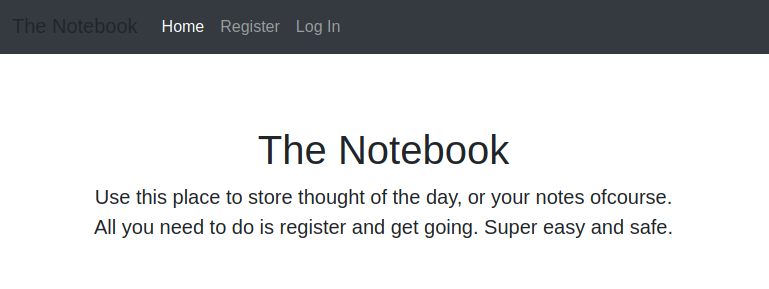 The Notebook Home Register Log In
The Notebook
Use this place to store thought of the day, or your notes ofcourse.
All you need to do is register and get going. Super easy and safe.